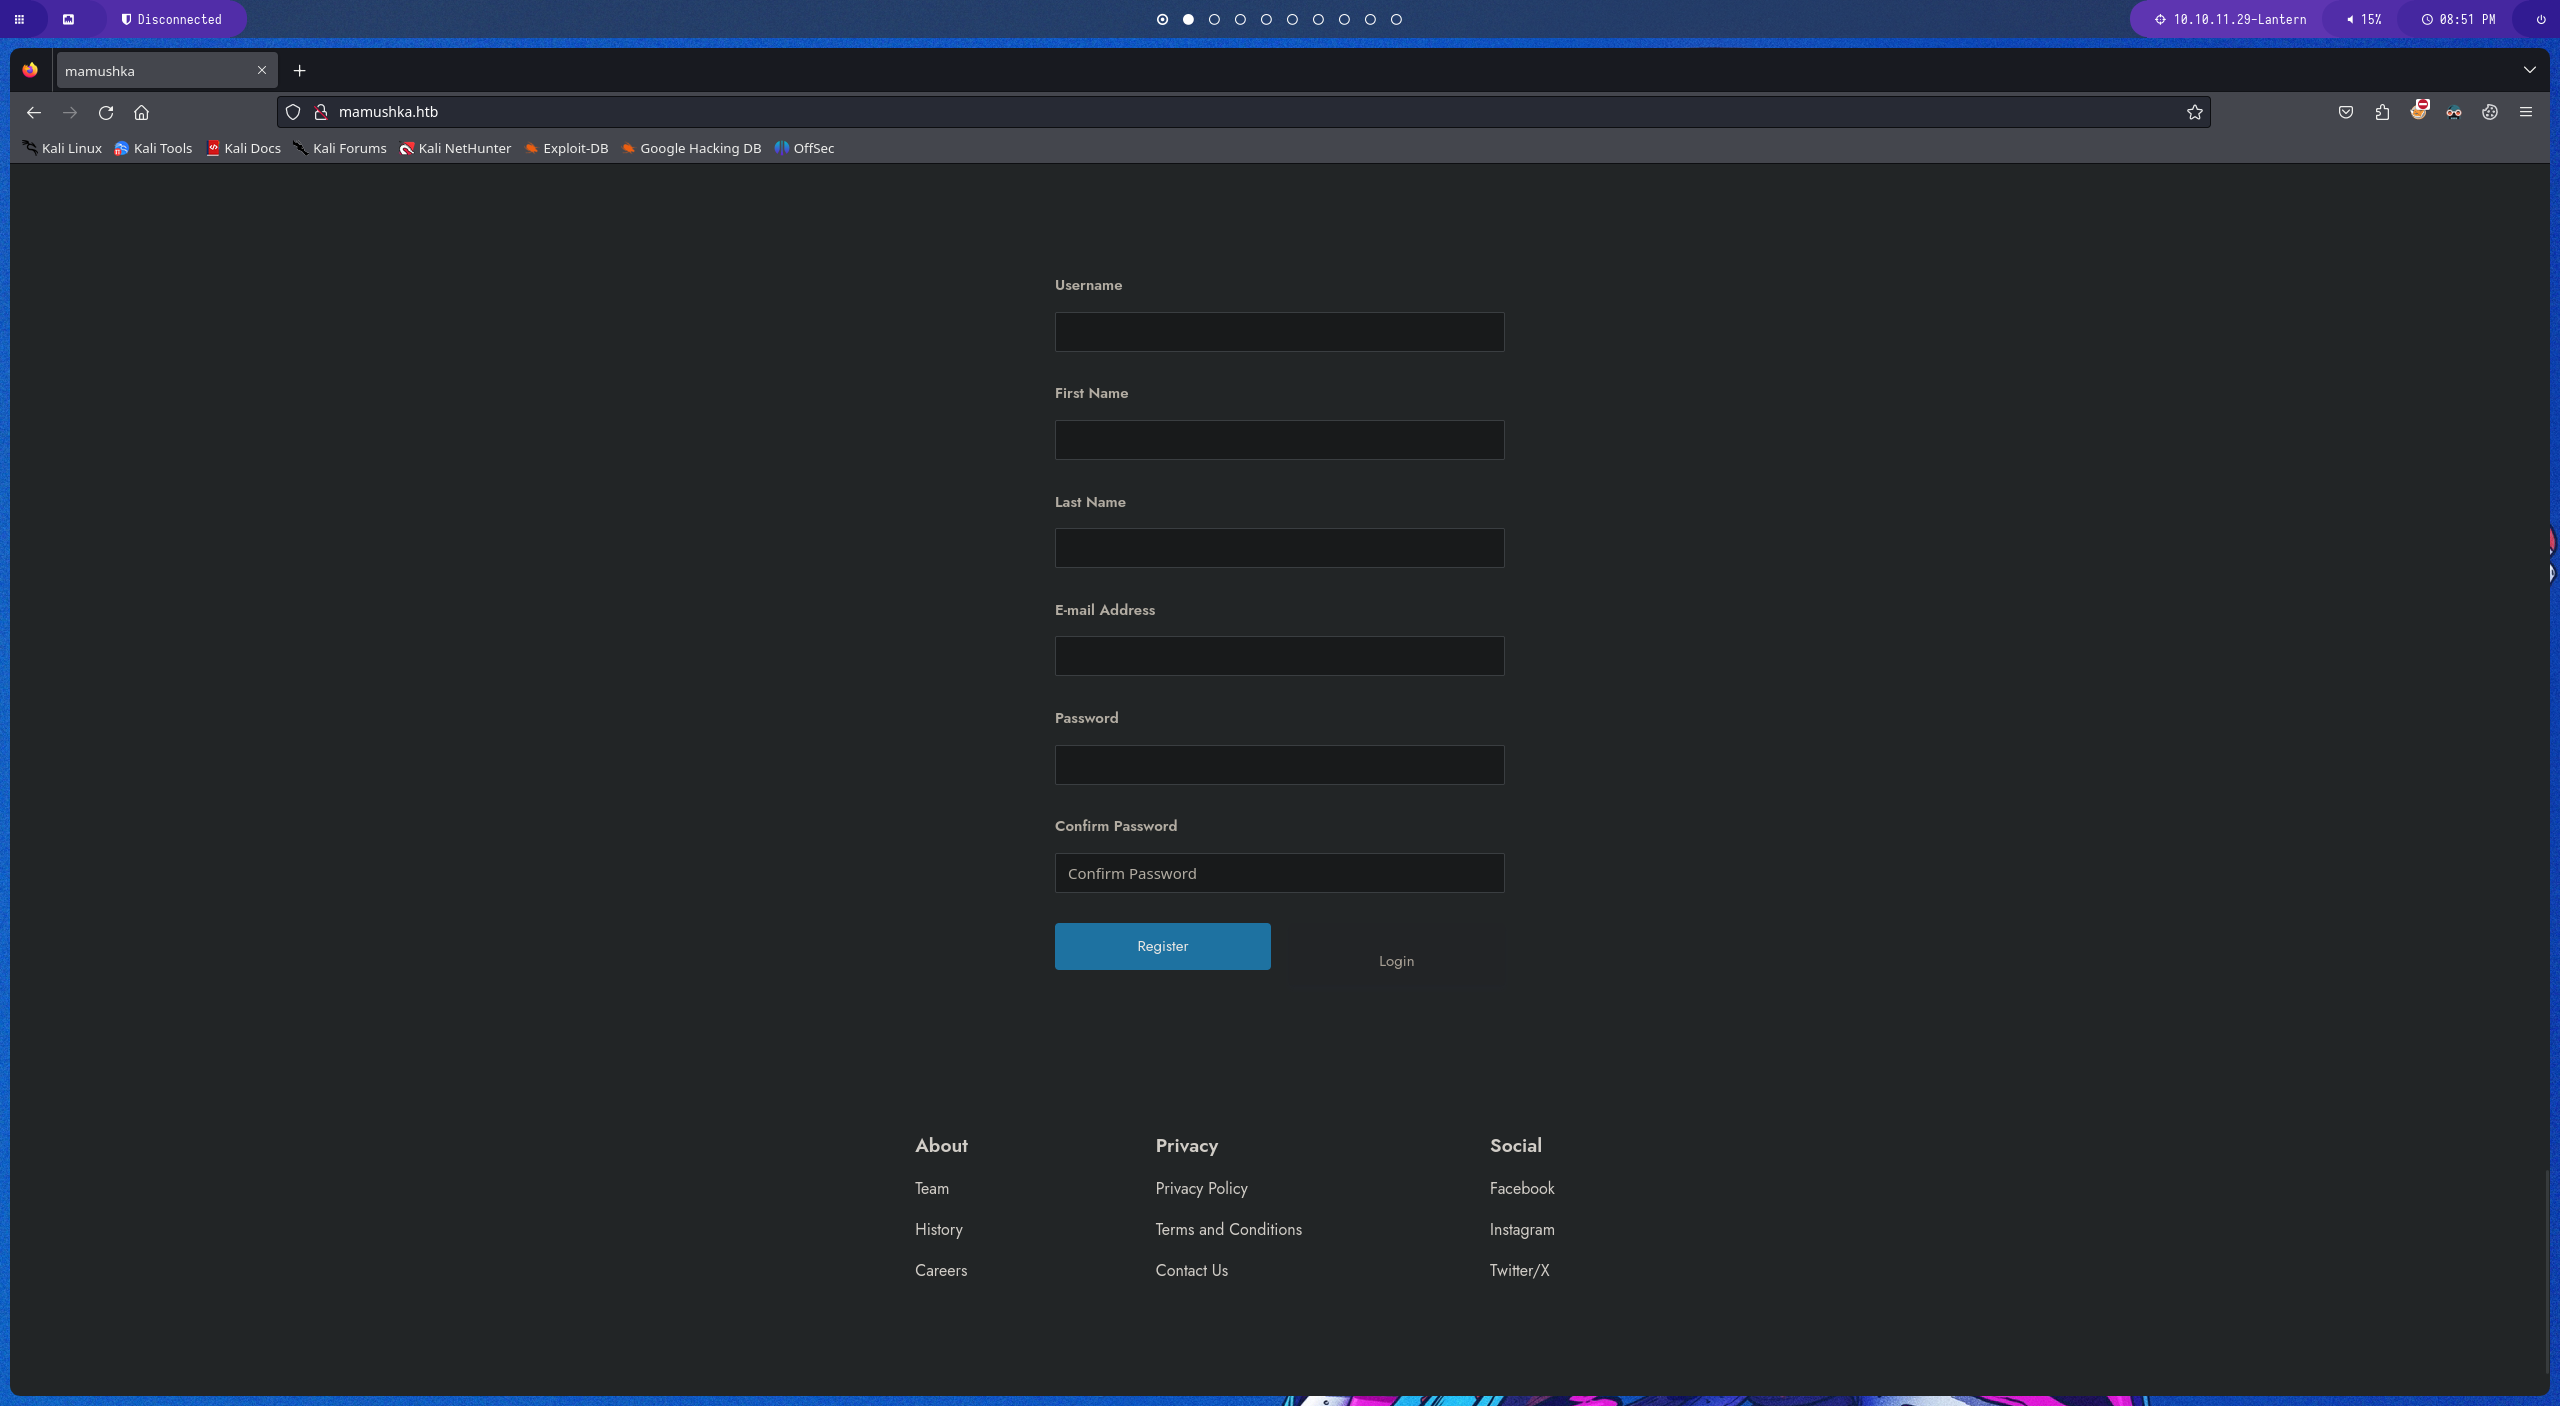 Disconnected
10.10.11.29-Lantern
15%
08:51 PM
mamushka
mamushka.htb
Kali Linux
Kali Tools
Kali Docs
Kali Forums
Kali NetHunter
Exploit-DB
Google Hacking DB
OffSec
Username
First Name
Last Name
E-mail Address
Password
Confirm Password
Confirm Password
Register
Login
About
Team
History
Careers
Privacy
Privacy Policy
Terms and Conditions
Contact Us
Social
Facebook
Instagram
Twitter/X